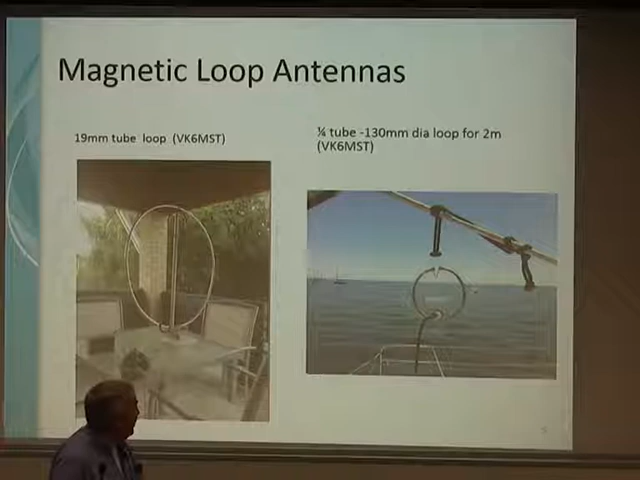 Magnetic Loop Antennas
19mm tube loop (VK6MST)
¼ tube -130mm dia loop for 2m
(VK6MST)